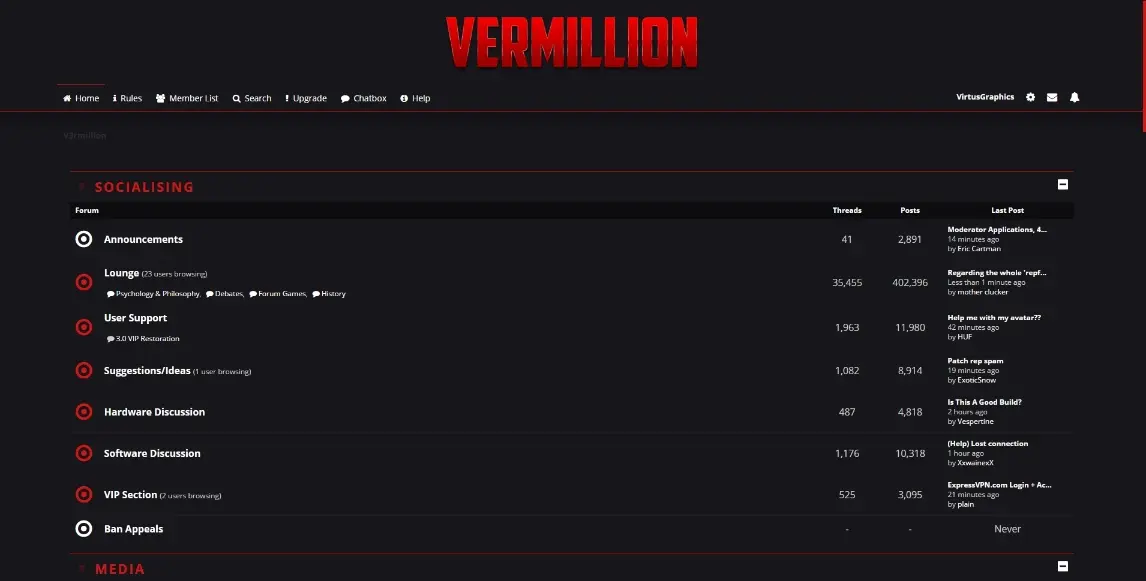 VERMILLION
Home Rules Member List Search Upgrade Chatbox Help VirtusGraphics
V3rmillion
SOCIALISING
Forum Threads Posts Last Post
Announcements 41 2,891 Moderator Applications, 4...
14 minutes ago
by Eric Cartman
Lounge (23 users browsing) 35,455 402,396 Regarding the whole 'repf...
Less than 1 minute ago
Psychology & Philosophy, Debates, Forum Games, History by mother clucker
User Support 1,963 11,980 Help me with my avatar??
42 minutes ago
3.0 VIP Restoration by HUF
Suggestions/Ideas (1 user browsing) 1,082 8,914 Patch rep spam
19 minutes ago
by ExoticSnow
Hardware Discussion 487 4,818 Is This A Good Build?
2 hours ago
by Vespertine
Software Discussion 1,176 10,318 (Help) Lost connection
1 hour ago
by XxwainexX
VIP Section (2 users browsing) 525 3,095 ExpressVPN.com Login + Ac...
21 minutes ago
by plain
Ban Appeals - - Never
MEDIA